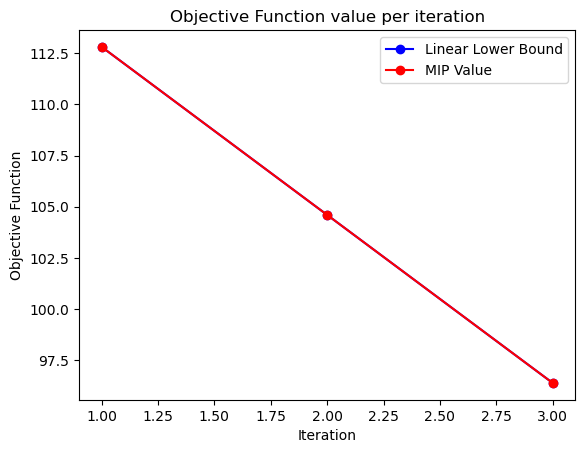 Objective Function value per iteration
Linear Lower Bound
MIP Value
Objective Function
112.5
110.0
107.5
105.0
102.5
100.0
97.5
1.00 1.25 1.50 1.75 2.00 2.25 2.50 2.75 3.00
Iteration